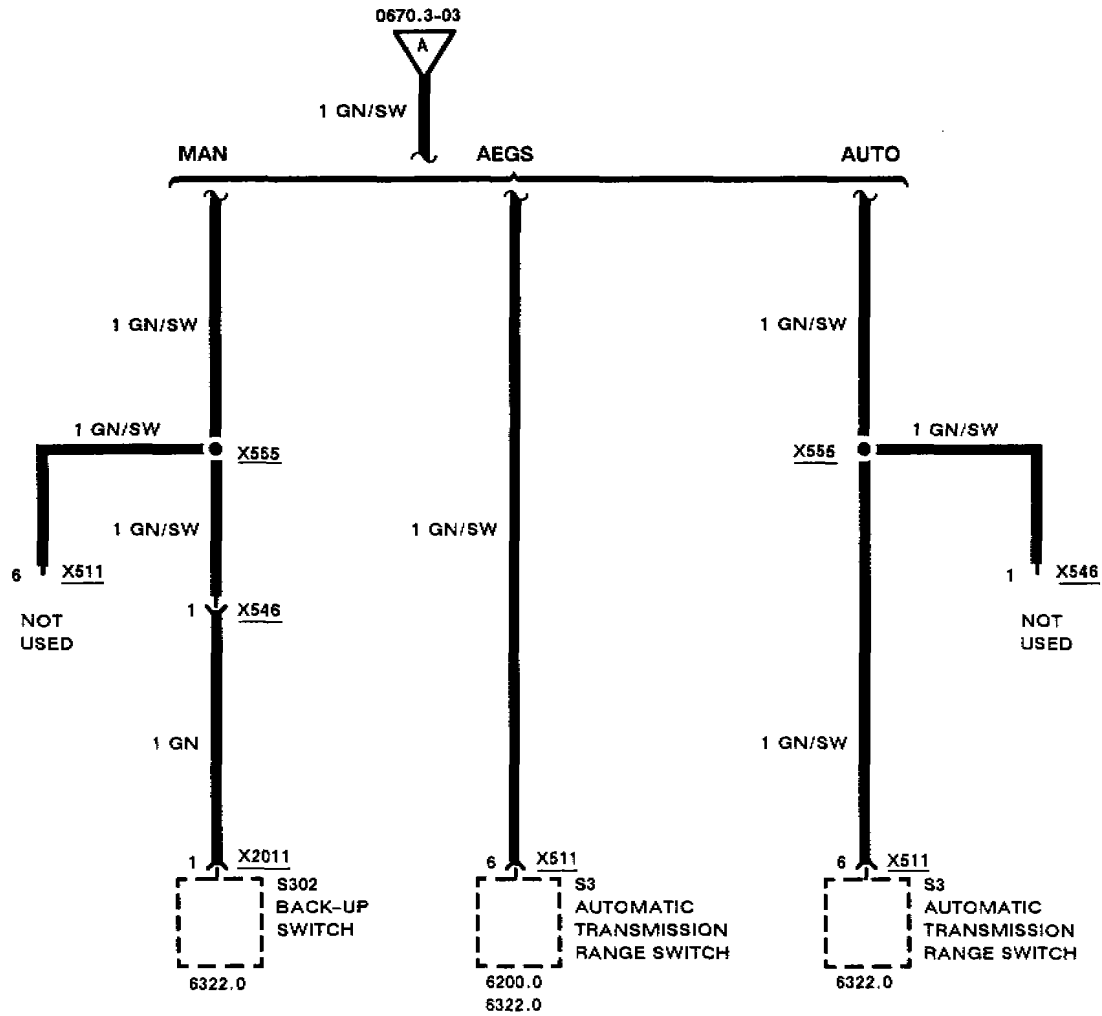 0670.3-03
A
1 GN/SW
MAN
AEGS
AUTO
1 GN/SW
1 GN/SW
1 GN/SW
1 GN/SW
X555
X555
1 GN/SW
1 GN/SW
6 X511
NOT
USED
1 X546
NOT
USED
1 X546
1 GN
1 GN/SW
1 X2011
S302
BACK-UP
SWITCH
6322.0
6 X511
S3
AUTOMATIC
TRANSMISSION
RANGE SWITCH
6200.0
6322.0
6 X511
S3
AUTOMATIC
TRANSMISSION
RANGE SWITCH
6322.0